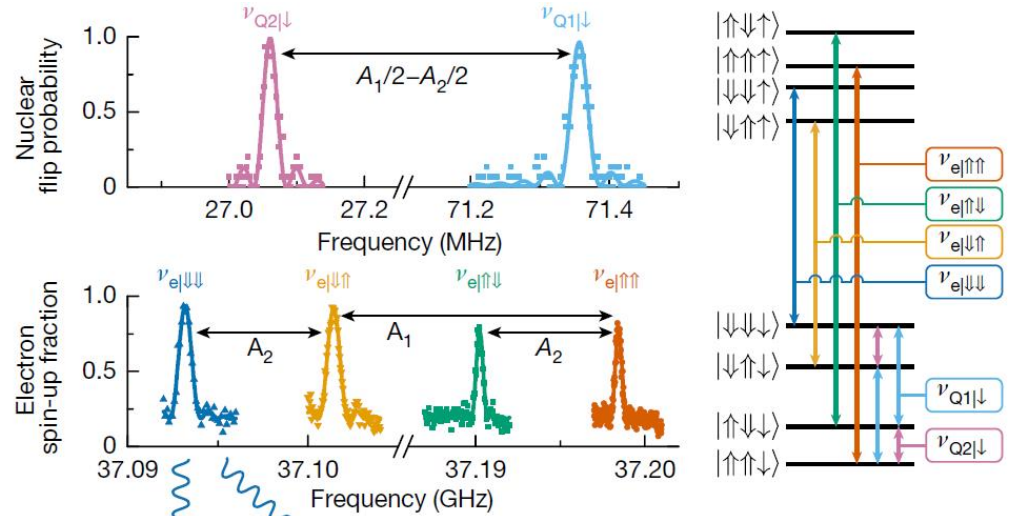 ν_Q2|↓
ν_Q1|↓
Nuclear
flip probability
1.0
0.5
0
A₁/2–A₂/2
27.0
27.2
71.2
71.4
Frequency (MHz)
ν_e|⇓⇓
ν_e|⇓⇑
ν_e|⇑⇓
ν_e|⇑⇑
Electron
spin-up fraction
1.0
0.5
0
A₂
A₁
A₂
37.09
37.10
37.19
37.20
Frequency (GHz)
|⇑⇓↑⟩
|⇑⇑↑⟩
|⇓⇓↑⟩
|⇓⇑↑⟩
ν_e|⇑⇑
ν_e|⇑⇓
ν_e|⇓⇑
ν_e|⇓⇓
|⇓⇓↓⟩
|⇓⇑↓⟩
|⇑⇓↓⟩
|⇑⇑↓⟩
ν_Q1|↓
ν_Q2|↓